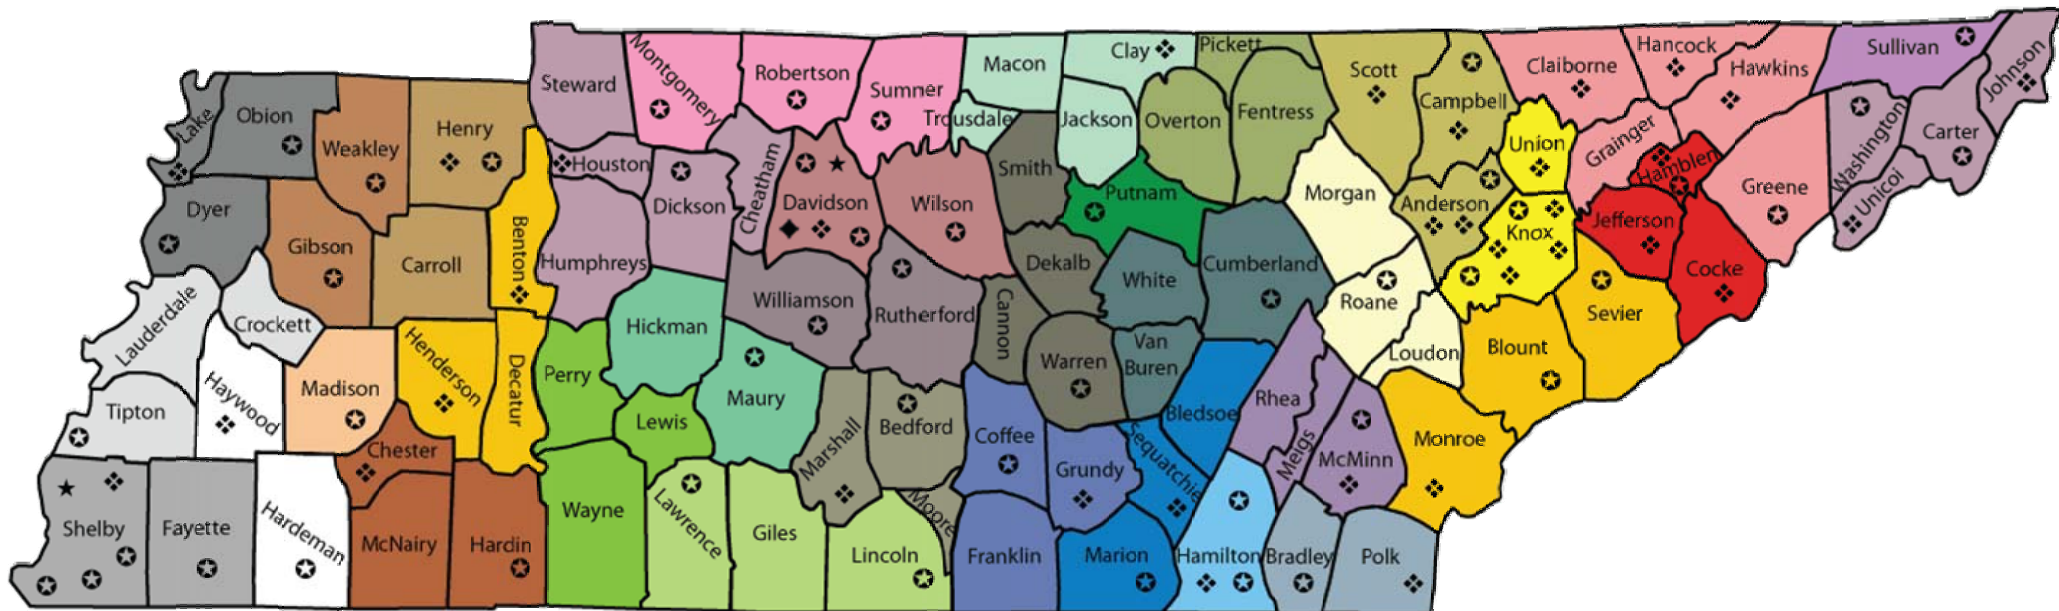 Lake
Obion
Weakley
Henry
Steward
Montgomery
Robertson
Sumner
Macon
Trousdale
Clay
Jackson
Pickett
Overton
Fentress
Scott
Campbell
Claiborne
Hancock
Hawkins
Sullivan
Johnson
Carter
Washington
Unicoi
Greene
Hamblen
Grainger
Union
Jefferson
Cocke
Knox
Anderson
Morgan
Putnam
Smith
Wilson
Davidson
Cheatham
Dickson
Houston
Humphreys
Benton
Carroll
Gibson
Dyer
Lauderdale
Crockett
Haywood
Madison
Henderson
Decatur
Perry
Hickman
Williamson
Rutherford
Cannon
Dekalb
White
Cumberland
Roane
Loudon
Blount
Sevier
Tipton
Chester
Lewis
Maury
Marshall
Bedford
Coffee
Warren
Van
Buren
Bledsoe
Rhea
Meigs
McMinn
Monroe
Shelby
Fayette
Hardeman
McNairy
Hardin
Wayne
Lawrence
Giles
Lincoln
Moore
Franklin
Grundy
Sequatchie
Marion
Hamilton
Bradley
Polk